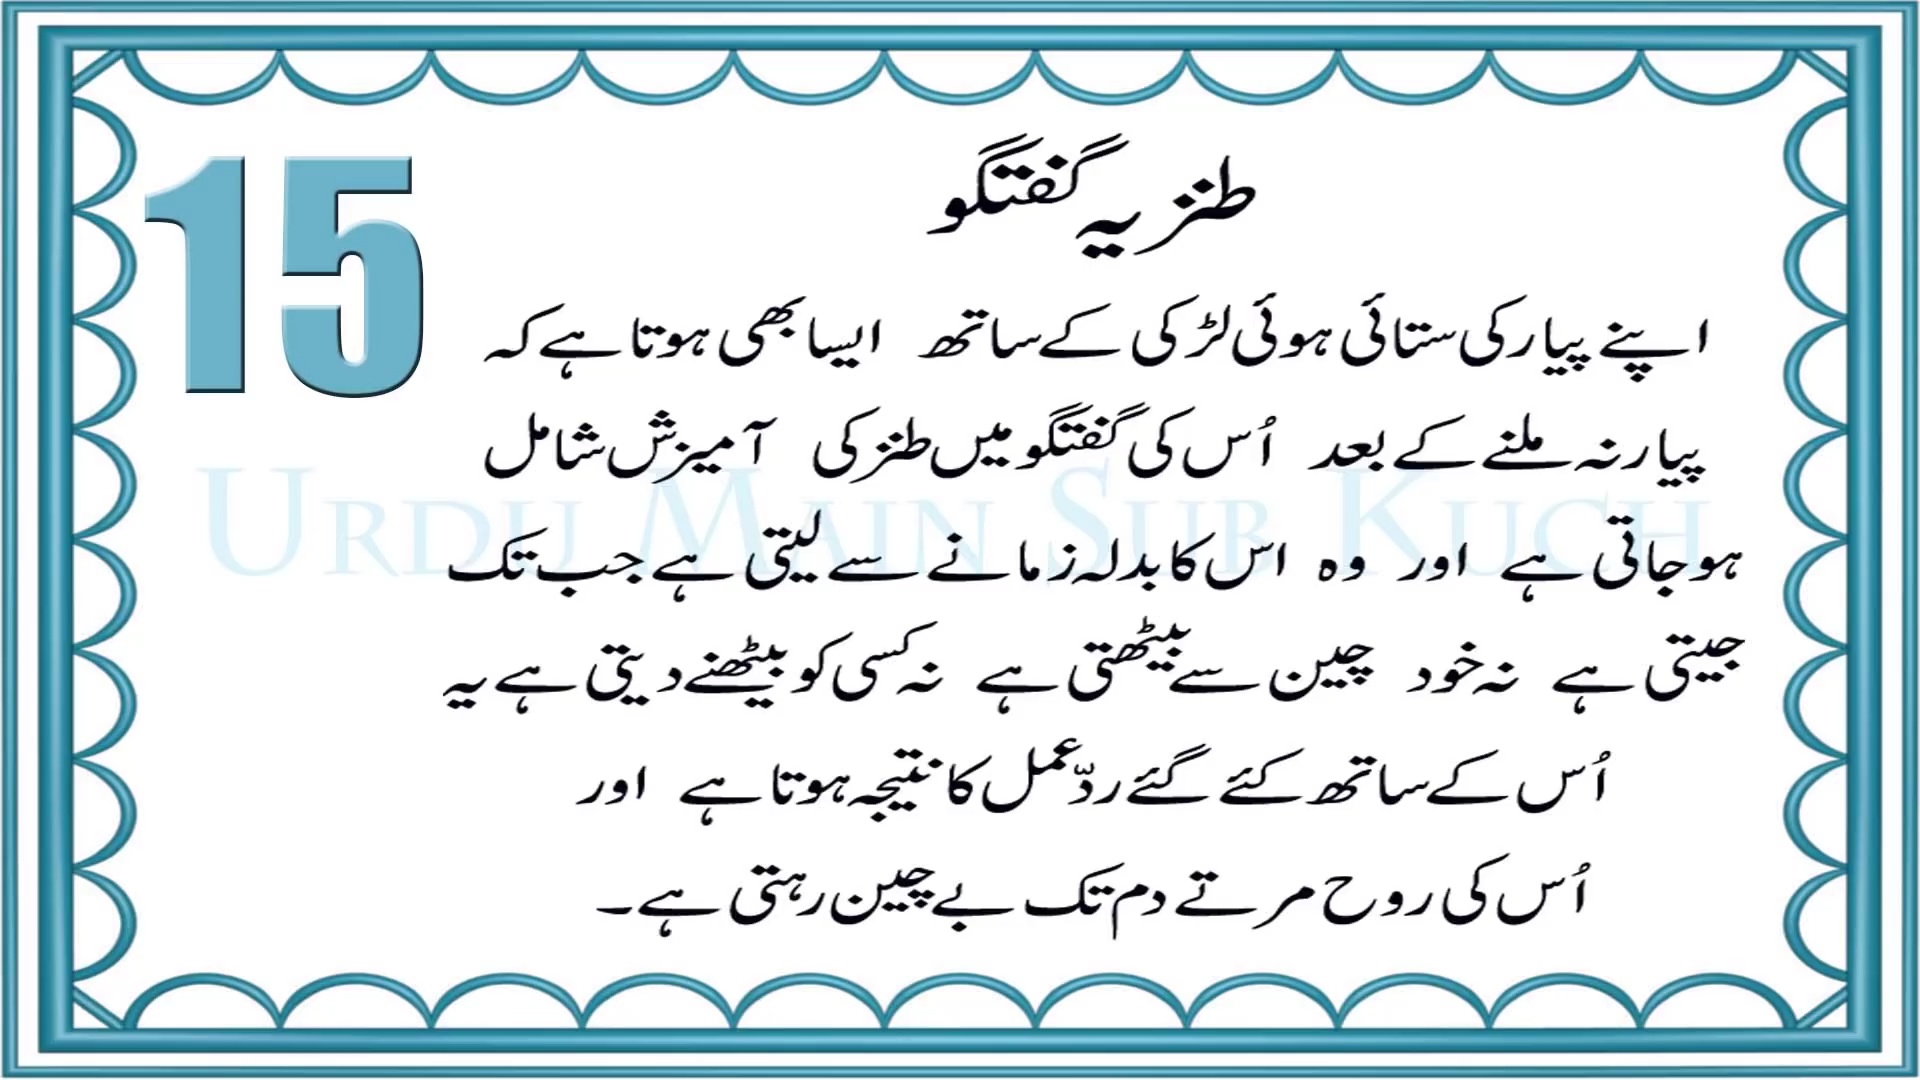 15
طنزیہ گفتگو
اپنے پیار کی ستائی ہوئی لڑکی کے ساتھ ایسا بھی ہوتا ہے کہ
پیار نہ ملنے کے بعد اُس کی گفتگو میں طنز کی آمیزش شامل
ہو جاتی ہے اور وہ اس کا بدلہ زمانے سے لیتی ہے جب تک
جیتی ہے نہ خود چین سے بیٹھتی ہے نہ کسی کو بیٹھنے دیتی ہے یہ
اُس کے ساتھ کئے گئے ردّعمل کا نتیجہ ہوتا ہے اور
اُس کی روح مرتے دم تک بے چین رہتی ہے۔
URDU MAIN SUB KUCH